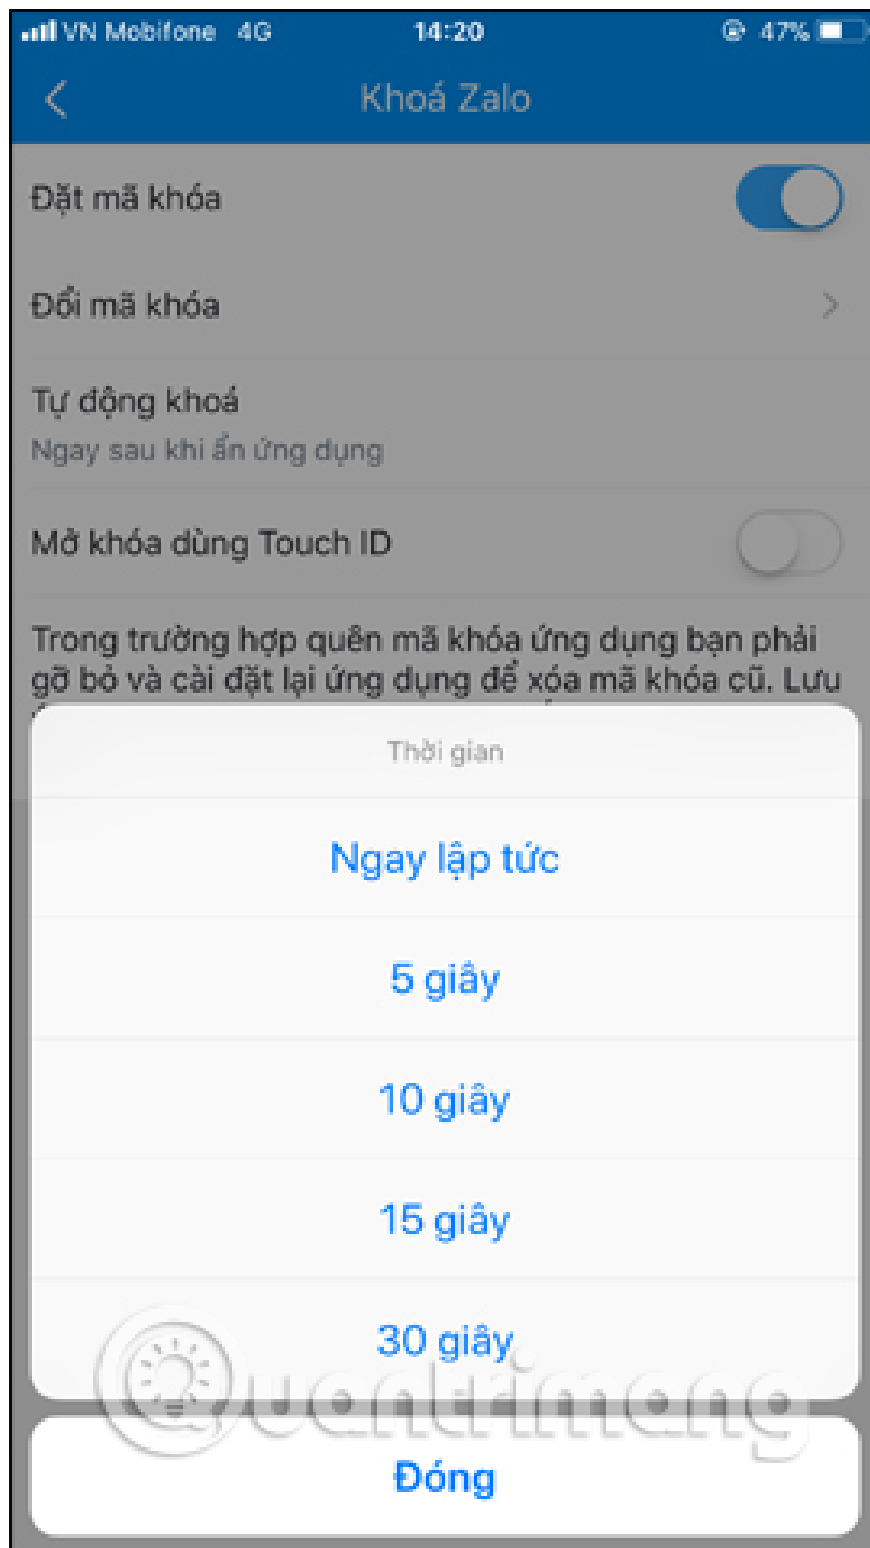 VN Mobifone 4G 14:20 47%
Khoá Zalo
Đặt mã khóa
Đổi mã khóa
Tự động khoá
Ngay sau khi ẩn ứng dụng
Mở khóa dùng Touch ID
Trong trường hợp quên mã khóa ứng dụng bạn phải
gỡ bỏ và cài đặt lại ứng dụng để xóa mã khóa cũ. Lưu
Thời gian
Ngay lập tức
5 giây
10 giây
15 giây
30 giây
Quantrimang
Đóng